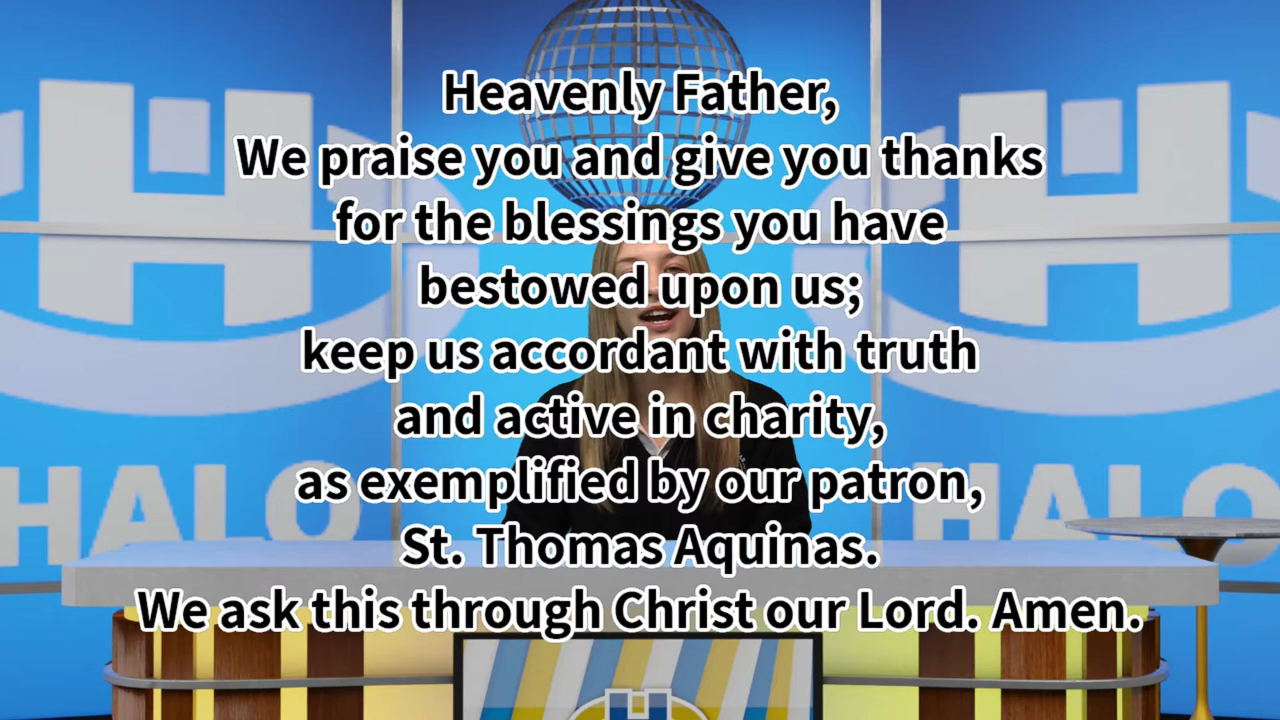 Heavenly Father,
We praise you and give you thanks
for the blessings you have
bestowed upon us;
keep us accordant with truth
and active in charity,
as exemplified by our patron,
St. Thomas Aquinas.
We ask this through Christ our Lord. Amen.
H
H
HALO
HALO
H